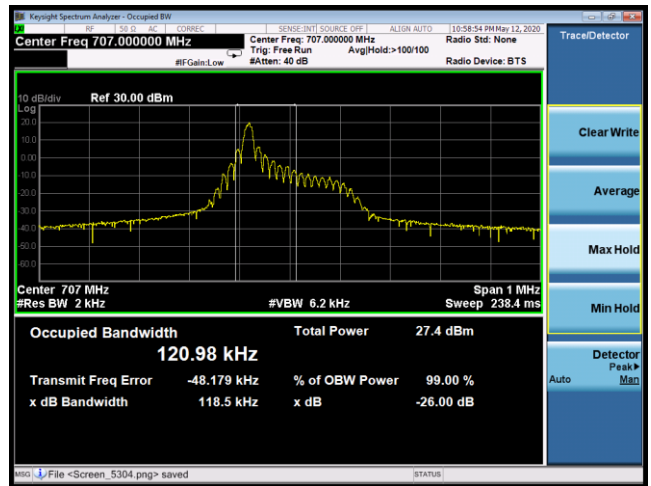 Keysight Spectrum Analyzer - Occupied BW
RF 50 Ω AC CORREC SENSE:INT SOURCE OFF ALIGN AUTO 10:58:54 PM May 12, 2020
Center Freq 707.000000 MHz
Center Freq: 707.000000 MHz Radio Std: None
Trig: Free Run Avg|Hold:>100/100
#IFGain:Low #Atten: 40 dB Radio Device: BTS
10 dB/div Ref 30.00 dBm
Log
20.0
10.0
0.00
-10.0
-20.0
-30.0
-40.0
-50.0
-60.0
Center 707 MHz Span 1 MHz
#Res BW 2 kHz #VBW 6.2 kHz Sweep 238.4 ms
Occupied Bandwidth Total Power 27.4 dBm
120.98 kHz
Transmit Freq Error -48.179 kHz % of OBW Power 99.00 %
x dB Bandwidth 118.5 kHz x dB -26.00 dB
MSG File <Screen_5304.png> saved STATUS
Trace/Detector
Clear Write
Average
Max Hold
Min Hold
Detector
Peak▶
Auto Man